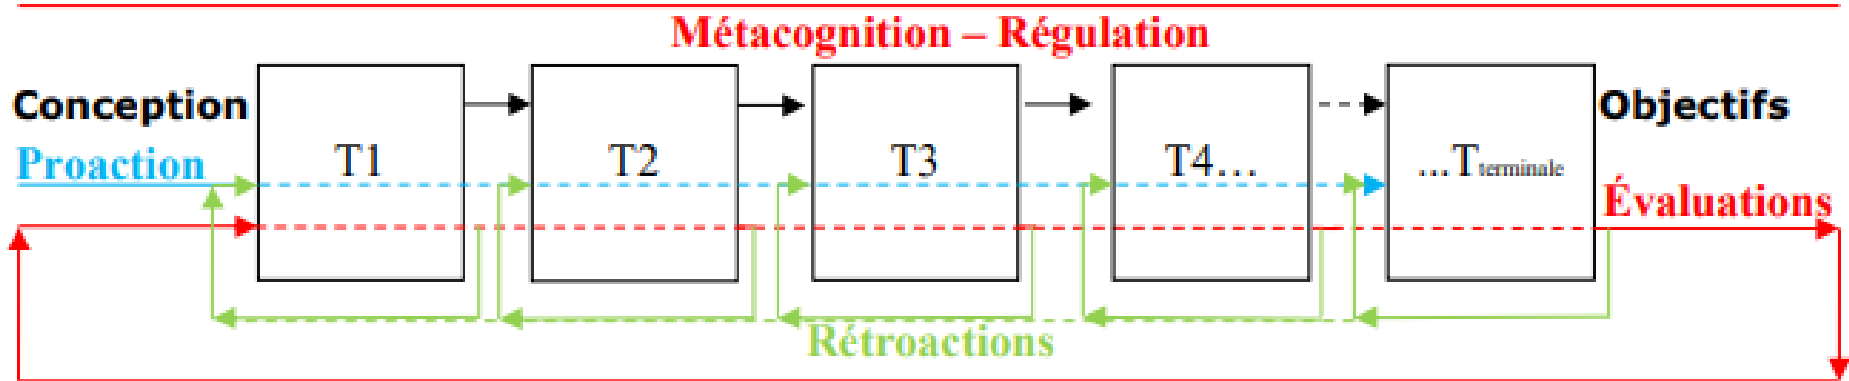 Métacognition – Régulation
Conception
Objectifs
Proaction
T1
T2
T3
T4...
...Tterminale
Évaluations
Rétroactions